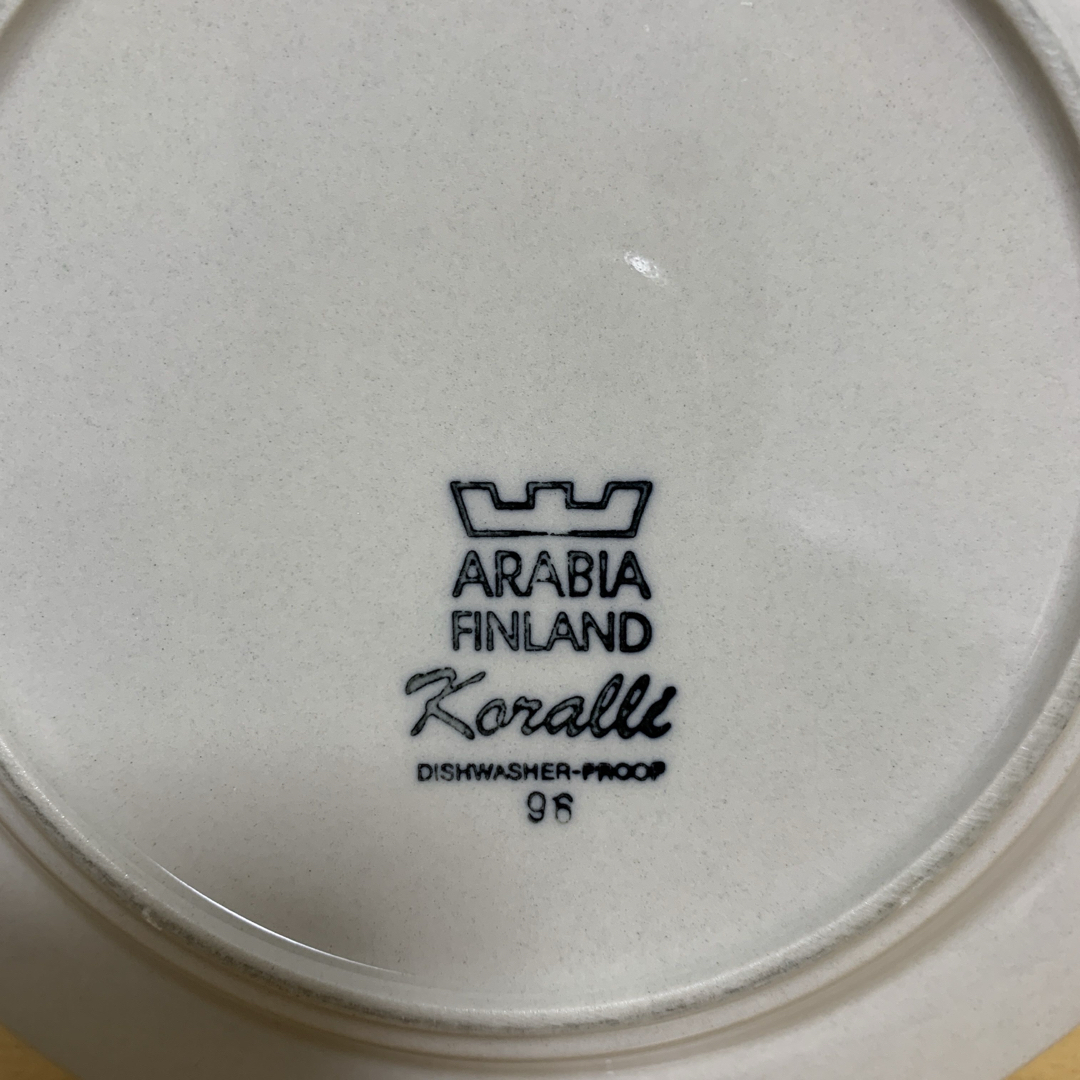 ARABIA
FINLAND
Koralli
DISHWASHER-PROOF
96